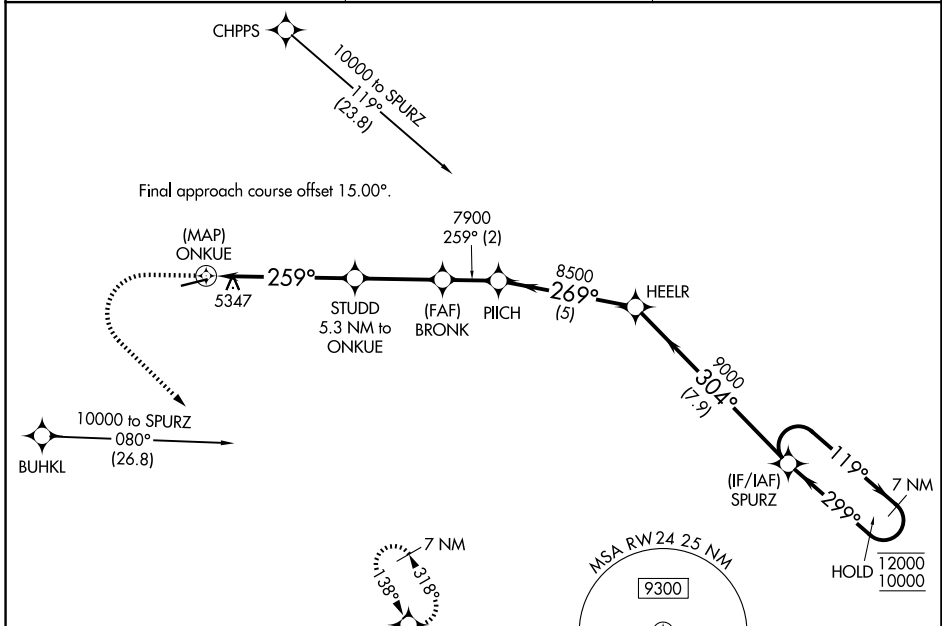 CHPPS
10000 to SPURZ
119°
(23.8)
Final approach course offset 15.00°.
7900
259° (2)
(MAP)
ONKUE
259°
5347
STUDD
5.3 NM to
ONKUE
(FAF)
BRONK
PIICH
8500
269°
(5)
HEELR
9000
304°
(7.9)
10000 to SPURZ
080°
(26.8)
BUHKL
(IF/IAF)
SPURZ
119°
7 NM
299°
HOLD
12000
10000
7 NM
138°
318°
MSA RW24 25 NM
9300